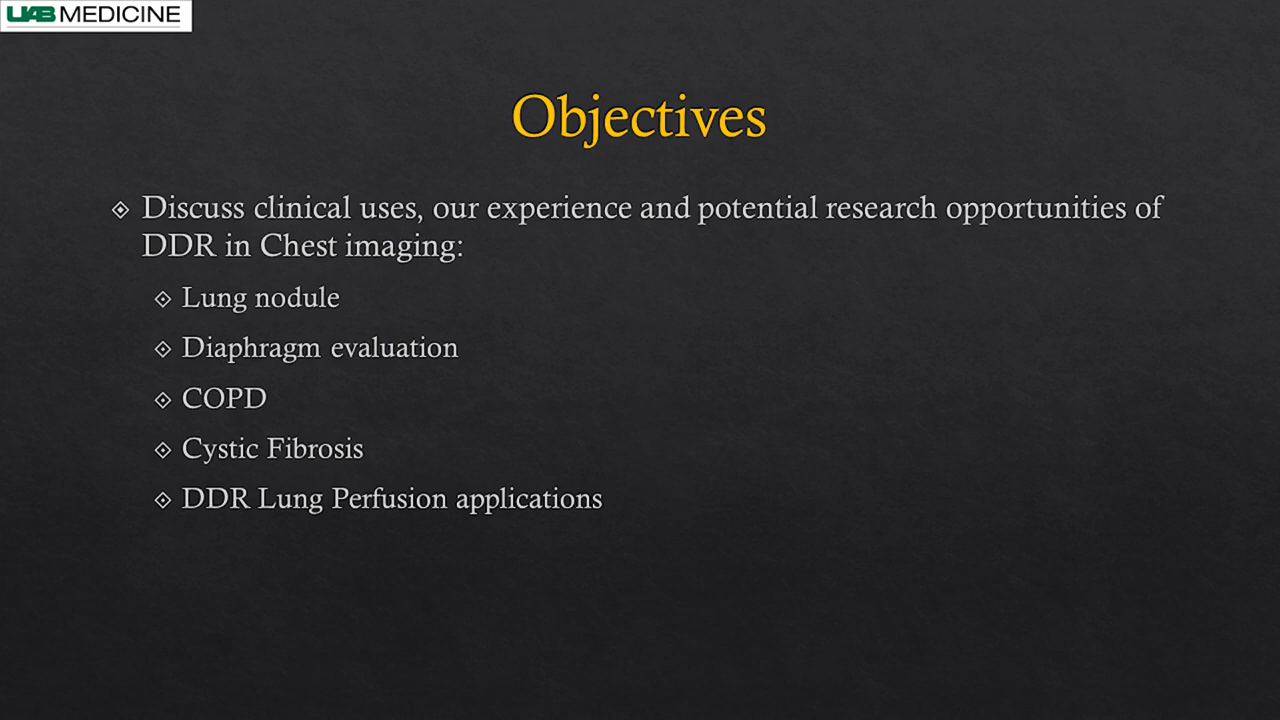 UAB MEDICINE
Objectives
Discuss clinical uses, our experience and potential research opportunities of
DDR in Chest imaging:
Lung nodule
Diaphragm evaluation
COPD
Cystic Fibrosis
DDR Lung Perfusion applications